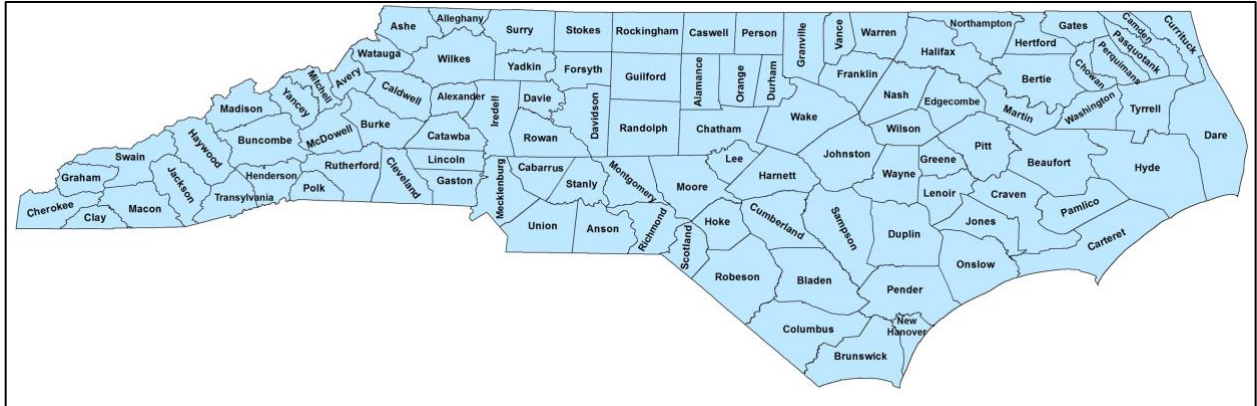 Ashe
Alleghany
Surry
Stokes
Rockingham
Caswell
Person
Granville
Vance
Warren
Northampton
Gates
Camden
Currituck
Pasquotank
Perquimans
Chowan
Hertford
Halifax
Bertie
Watauga
Wilkes
Yadkin
Forsyth
Guilford
Alamance
Orange
Durham
Franklin
Nash
Edgecombe
Martin
Washington
Tyrrell
Dare
Mitchell
Avery
Yancey
Caldwell
Alexander
Iredell
Davie
Davidson
Madison
Burke
McDowell
Catawba
Rowan
Randolph
Chatham
Wake
Wilson
Pitt
Beaufort
Hyde
Haywood
Buncombe
Swain
Graham
Jackson
Henderson
Rutherford
Cleveland
Lincoln
Gaston
Mecklenburg
Cabarrus
Stanly
Montgomery
Moore
Lee
Harnett
Johnston
Wayne
Greene
Lenoir
Craven
Pamlico
Cherokee
Clay
Macon
Transylvania
Polk
Union
Anson
Richmond
Scotland
Hoke
Cumberland
Sampson
Duplin
Jones
Carteret
Onslow
Robeson
Bladen
Pender
Columbus
New
Hanover
Brunswick